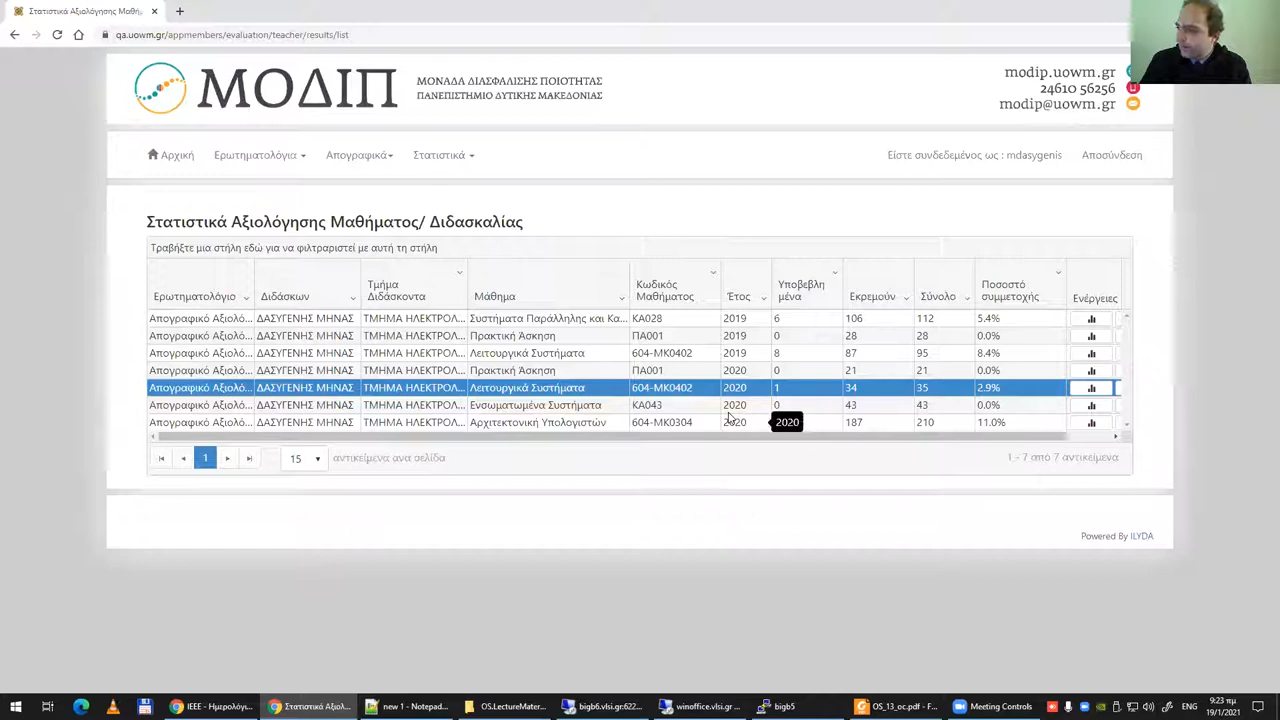 Στατιστικά Αξιολόγησης Μαθή
qa.uowm.gr/appmembers/evaluation/teacher/results/list
ΜΟΔΙΠ
ΜΟΝΑΔΑ ΔΙΑΣΦΑΛΙΣΗΣ ΠΟΙΟΤΗΤΑΣ
ΠΑΝΕΠΙΣΤΗΜΙΟ ΔΥΤΙΚΗΣ ΜΑΚΕΔΟΝΙΑΣ
modip.uowm.gr
24610 56256
modip@uowm.gr
Αρχική Ερωτηματολόγια Απογραφικά Στατιστικά Είστε συνδεδεμένος ως : mdasygenis Αποσύνδεση
Στατιστικά Αξιολόγησης Μαθήματος/ Διδασκαλίας
Τραβήξτε μια στήλη εδώ για να φιλτραριστεί με αυτή τη στήλη
Ερωτηματολόγιο Διδάσκων Τμήμα Διδάσκοντα Μάθημα Κωδικός Μαθήματος Έτος Υποβεβλημένα Εκρεμούν Σύνολο Ποσοστό συμμετοχής Ενέργειες
Απογραφικό Αξιολό... ΔΑΣΥΓΕΝΗΣ ΜΗΝΑΣ ΤΜΗΜΑ ΗΛΕΚΤΡΟΛ... Συστήματα Παράλληλης και Κα... ΚΑ028 2019 6 106 112 5.4%
Απογραφικό Αξιολό... ΔΑΣΥΓΕΝΗΣ ΜΗΝΑΣ ΤΜΗΜΑ ΗΛΕΚΤΡΟΛ... Πρακτική Άσκηση ΠΑ001 2019 0 28 28 0.0%
Απογραφικό Αξιολό... ΔΑΣΥΓΕΝΗΣ ΜΗΝΑΣ ΤΜΗΜΑ ΗΛΕΚΤΡΟΛ... Λειτουργικά Συστήματα 604-ΜΚ0402 2019 8 87 95 8.4%
Απογραφικό Αξιολό... ΔΑΣΥΓΕΝΗΣ ΜΗΝΑΣ ΤΜΗΜΑ ΗΛΕΚΤΡΟΛ... Πρακτική Άσκηση ΠΑ001 2020 0 21 21 0.0%
Απογραφικό Αξιολό... ΔΑΣΥΓΕΝΗΣ ΜΗΝΑΣ ΤΜΗΜΑ ΗΛΕΚΤΡΟΛ... Λειτουργικά Συστήματα 604-ΜΚ0402 2020 1 34 35 2.9%
Απογραφικό Αξιολό... ΔΑΣΥΓΕΝΗΣ ΜΗΝΑΣ ΤΜΗΜΑ ΗΛΕΚΤΡΟΛ... Ενσωματωμένα Συστήματα ΚΑ043 2020 0 43 43 0.0%
Απογραφικό Αξιολό... ΔΑΣΥΓΕΝΗΣ ΜΗΝΑΣ ΤΜΗΜΑ ΗΛΕΚΤΡΟΛ... Αρχιτεκτονική Υπολογιστών 604-ΜΚ0304 2020 2020 187 210 11.0%
1 15 αντικείμενα ανα σελίδα 1 - 7 από 7 αντικείμενα
Powered By ILYDA
IEEE - Ημερολόγι... Στατιστικά Αξιολ... new 1 - Notepad... OS.LectureMater... bigb6.vlsi.gr:622... winoffice.vlsi.gr ... bigb5 OS_13_oc.pdf - F... Meeting Controls
9:23 πμ
19/1/2021